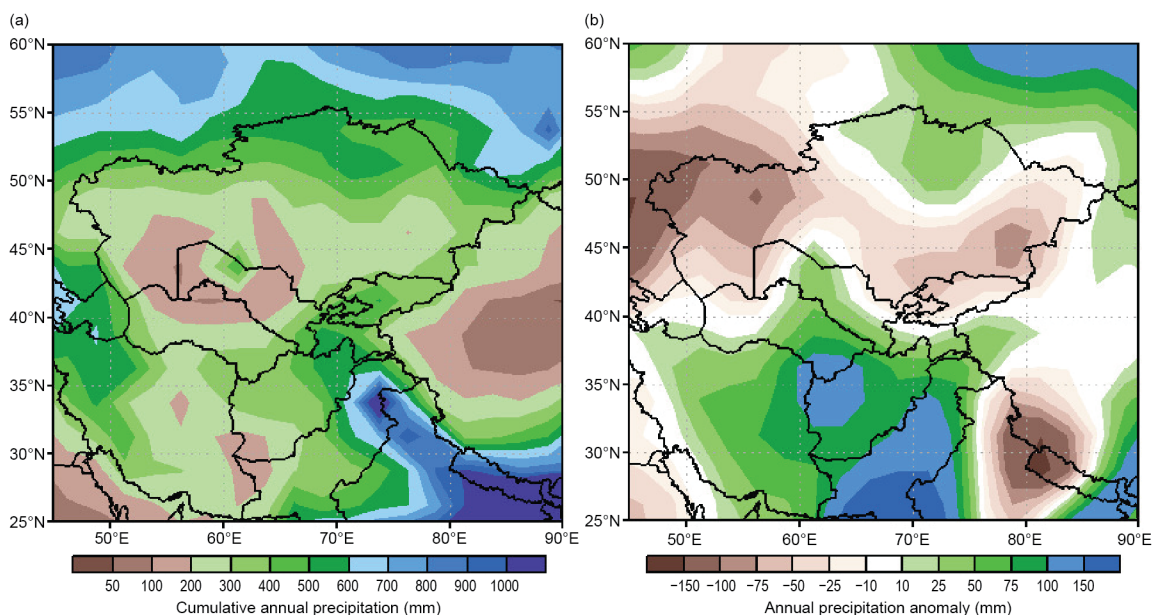 (a)
(b)
60°N
55°N
50°N
45°N
40°N
35°N
30°N
25°N
50°E
60°E
70°E
80°E
90°E
60°N
55°N
50°N
45°N
40°N
35°N
30°N
25°N
50°E
60°E
70°E
80°E
90°E
50 100 200 300 400 500 600 700 800 900 1000
Cumulative annual precipitation (mm)
−150 −100 −75 −50 −25 −10 10 25 50 75 100 150
Annual precipitation anomaly (mm)